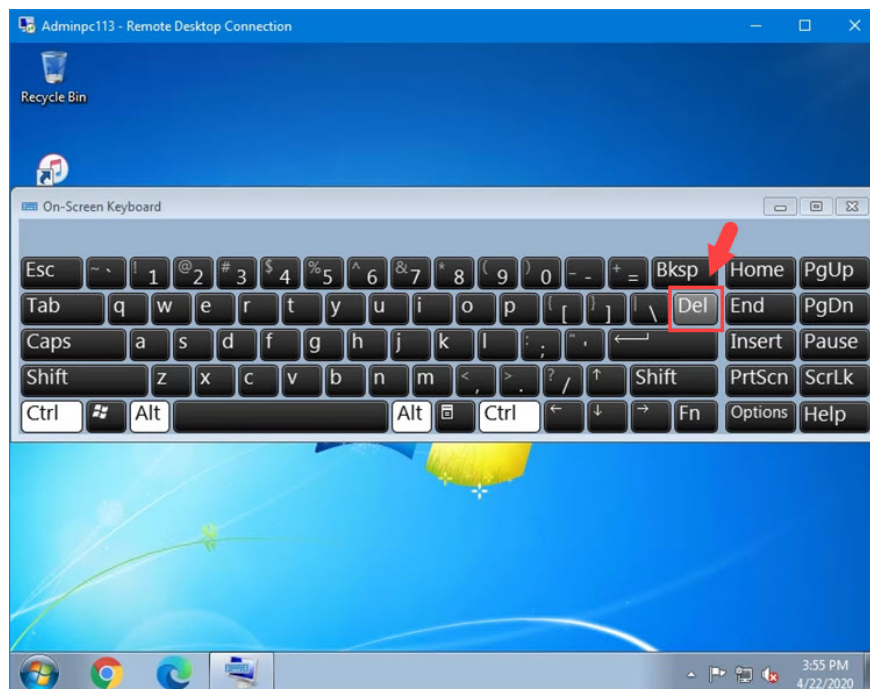 Adminpc113 - Remote Desktop Connection
Recycle Bin
On-Screen Keyboard
Esc ~ ` ! 1 @ 2 # 3 $ 4 % 5 ^ 6 & 7 * 8 ( 9 ) 0 _ - + = Bksp Home PgUp
Tab q w e r t y u i o p { [ } ] | \ Del End PgDn
Caps a s d f g h j k l : ; " ' Insert Pause
Shift z x c v b n m < , > . ? / ↑ Shift PrtScn ScrLk
Ctrl Alt Alt Ctrl ← ↓ → Fn Options Help
3:55 PM
4/22/2020